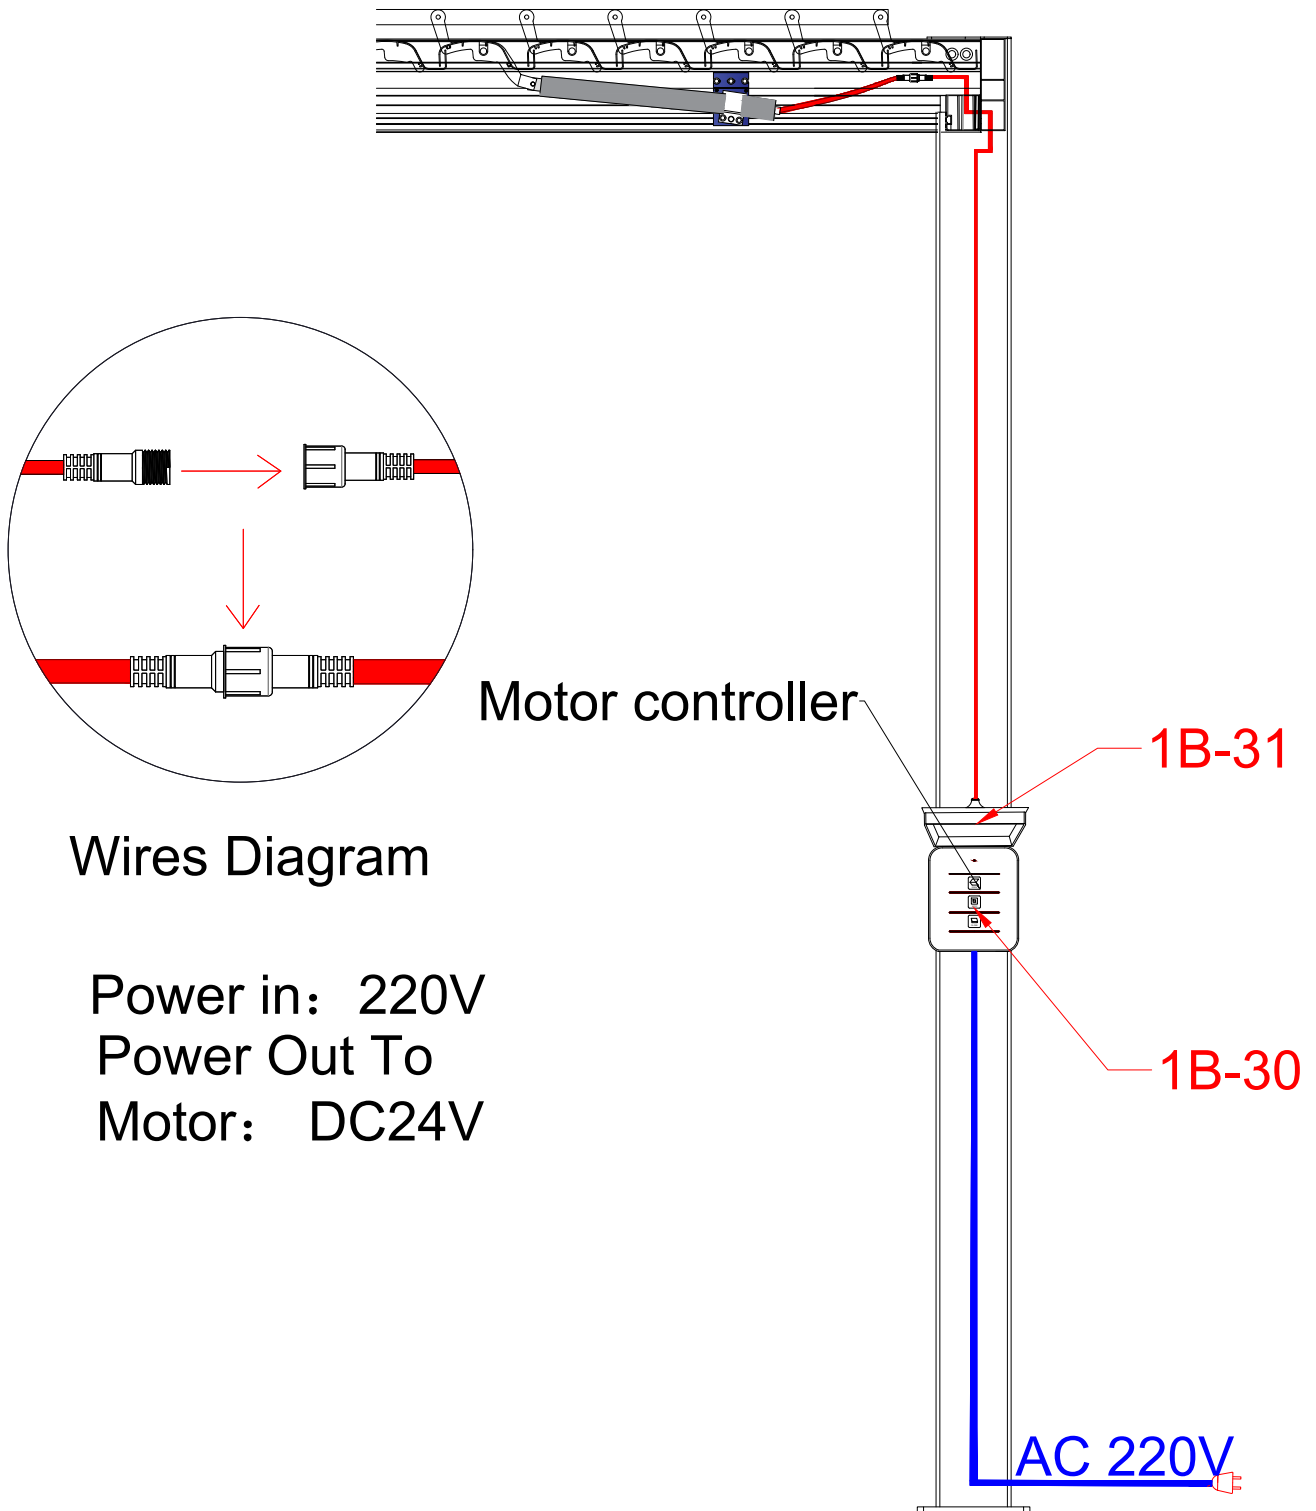 Motor controller
1B-31
Wires Diagram
Power in： 220V
Power Out To
Motor： DC24V
1B-30
AC 220V